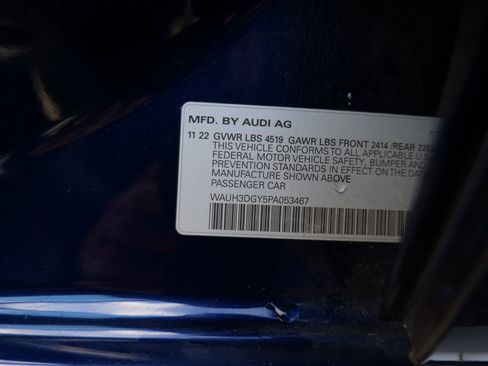 MFD. BY AUDI AG
11 22 GVWR LBS 4519 GAWR LBS FRONT 2414 /REAR 2293
THIS VEHICLE CONFORMS TO ALL APPLICABLE U.S.
FEDERAL MOTOR VEHICLE SAFETY, BUMPER AND
PREVENTION STANDARDS IN EFFECT ON THE DATE
MANUFACTURE SHOWN ABOVE
PASSENGER CAR
WAUH3DGY5PA053467